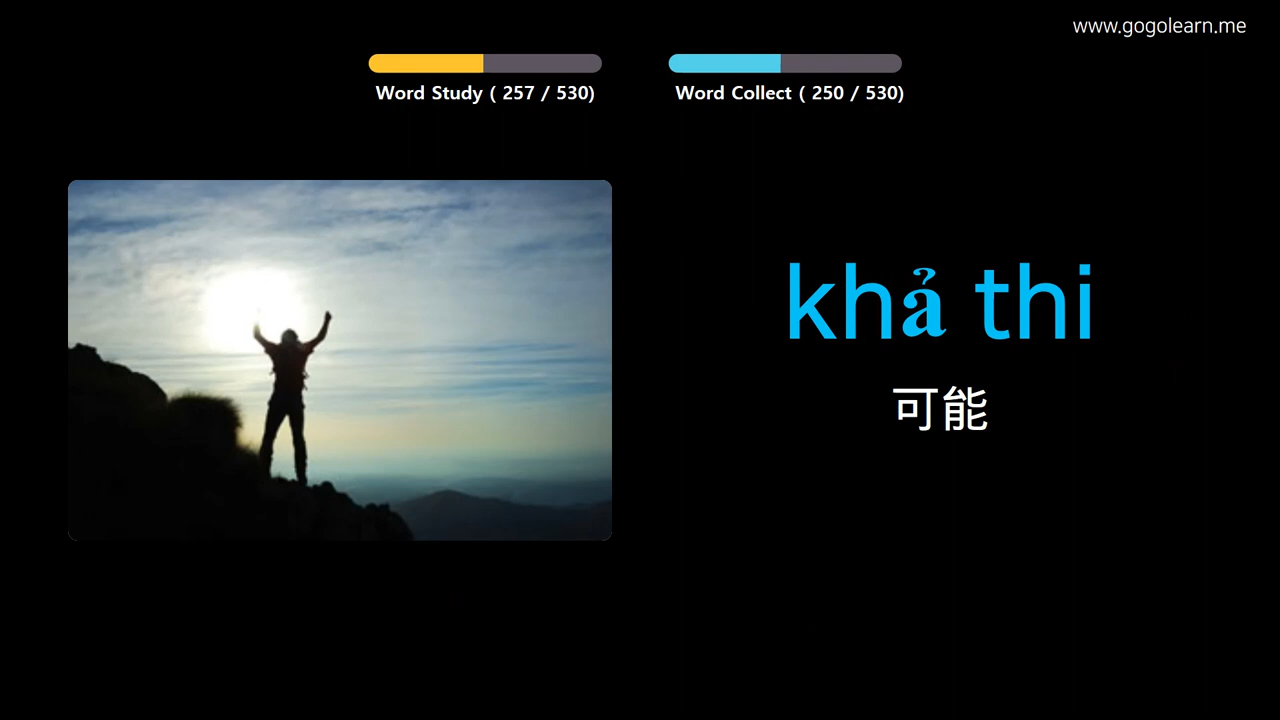 www.gogolearn.me
Word Study ( 257 / 530)
Word Collect ( 250 / 530)
khả thi
可能